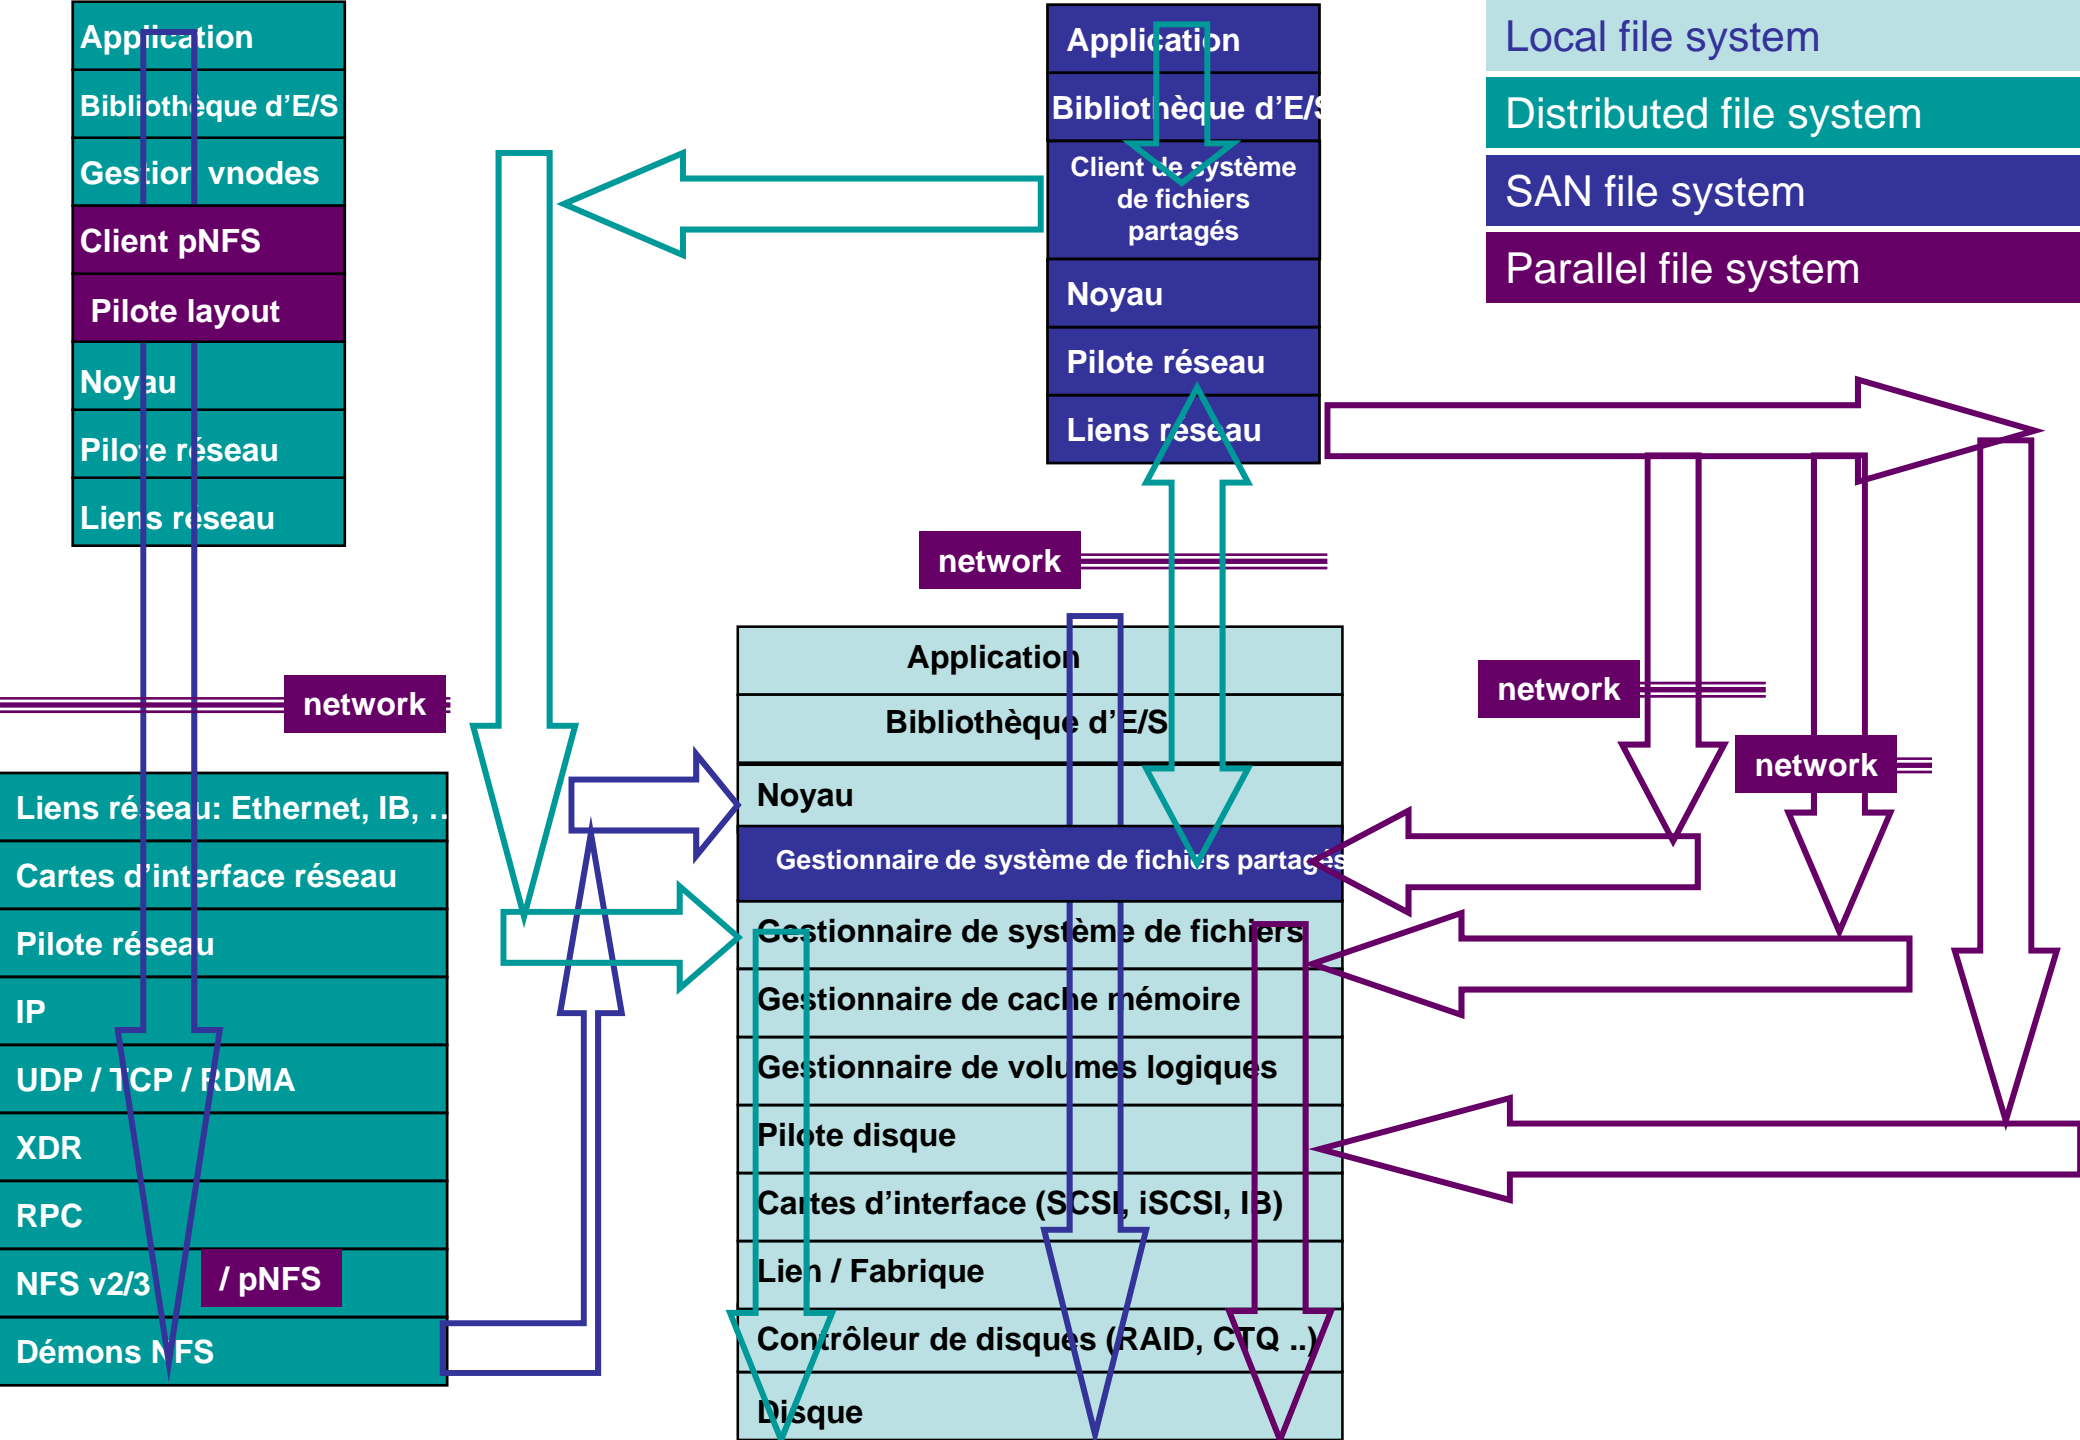 Application
Bibliothèque d’E/S
Gestion vnodes
Client pNFS
Pilote layout
Noyau
Pilote réseau
Liens réseau
network
Liens réseau: Ethernet, IB, ..
Cartes d’interface réseau
Pilote réseau
IP
UDP / TCP / RDMA
XDR
RPC
NFS v2/3
/ pNFS
Démons NFS
Application
Bibliothèque d’E/S
Client de système
de fichiers
partagés
Noyau
Pilote réseau
Liens réseau
network
Application
Bibliothèque d’E/S
Noyau
Gestionnaire de système de fichiers partagés
Gestionnaire de système de fichiers
Gestionnaire de cache mémoire
Gestionnaire de volumes logiques
Pilote disque
Cartes d’interface (SCSI, iSCSI, IB)
Lien / Fabrique
Contrôleur de disques (RAID, CTQ ..)
Disque
Local file system
Distributed file system
SAN file system
Parallel file system
network
network